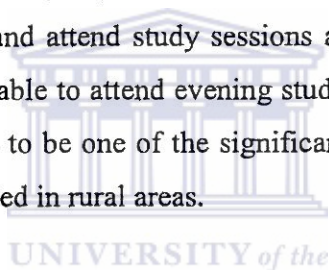 and attend study sessions a
able to attend evening stud
to be one of the significan
ed in rural areas.
UNIVERSITY of the